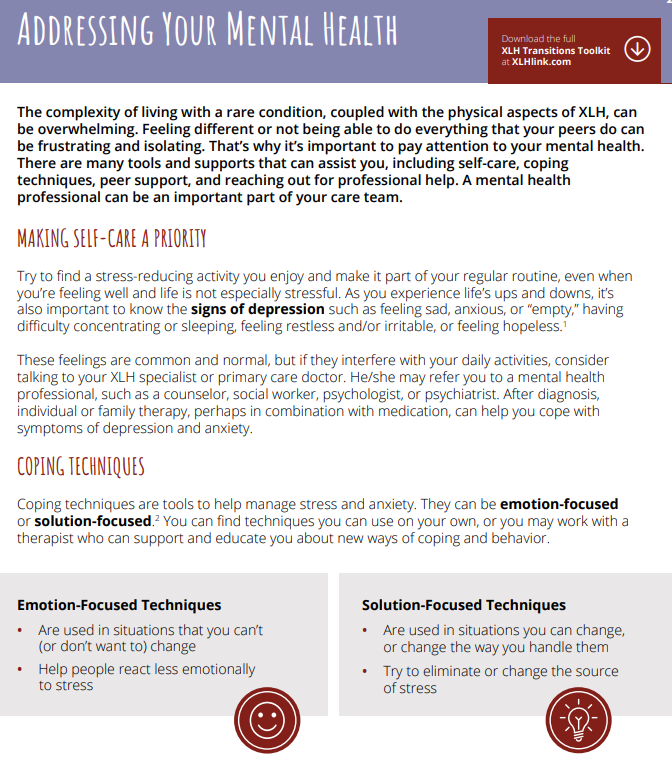 ADDRESSING YOUR MENTAL HEALTH
Download the full
XLH Transitions Toolkit
at XLHlink.com
The complexity of living with a rare condition, coupled with the physical aspects of XLH, can
be overwhelming. Feeling different or not being able to do everything that your peers do can
be frustrating and isolating. That’s why it’s important to pay attention to your mental health.
There are many tools and supports that can assist you, including self-care, coping
techniques, peer support, and reaching out for professional help. A mental health
professional can be an important part of your care team.
MAKING SELF-CARE A PRIORITY
Try to find a stress-reducing activity you enjoy and make it part of your regular routine, even when
you’re feeling well and life is not especially stressful. As you experience life’s ups and downs, it’s
also important to know the signs of depression such as feeling sad, anxious, or “empty,” having
difficulty concentrating or sleeping, feeling restless and/or irritable, or feeling hopeless.¹
These feelings are common and normal, but if they interfere with your daily activities, consider
talking to your XLH specialist or primary care doctor. He/she may refer you to a mental health
professional, such as a counselor, social worker, psychologist, or psychiatrist. After diagnosis,
individual or family therapy, perhaps in combination with medication, can help you cope with
symptoms of depression and anxiety.
COPING TECHNIQUES
Coping techniques are tools to help manage stress and anxiety. They can be emotion-focused
or solution-focused.² You can find techniques you can use on your own, or you may work with a
therapist who can support and educate you about new ways of coping and behavior.
Emotion-Focused Techniques
• Are used in situations that you can’t
(or don’t want to) change
• Help people react less emotionally
to stress
Solution-Focused Techniques
• Are used in situations you can change,
or change the way you handle them
• Try to eliminate or change the source
of stress